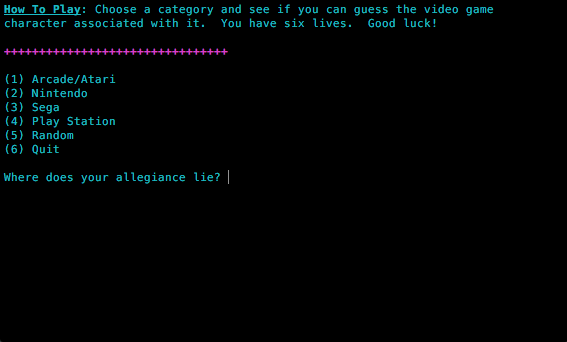 How To Play: Choose a category and see if you can guess the video game
character associated with it.  You have six lives.  Good luck!
++++++++++++++++++++++++++++++++
(1) Arcade/Atari
(2) Nintendo
(3) Sega
(4) Play Station
(5) Random
(6) Quit
Where does your allegiance lie?